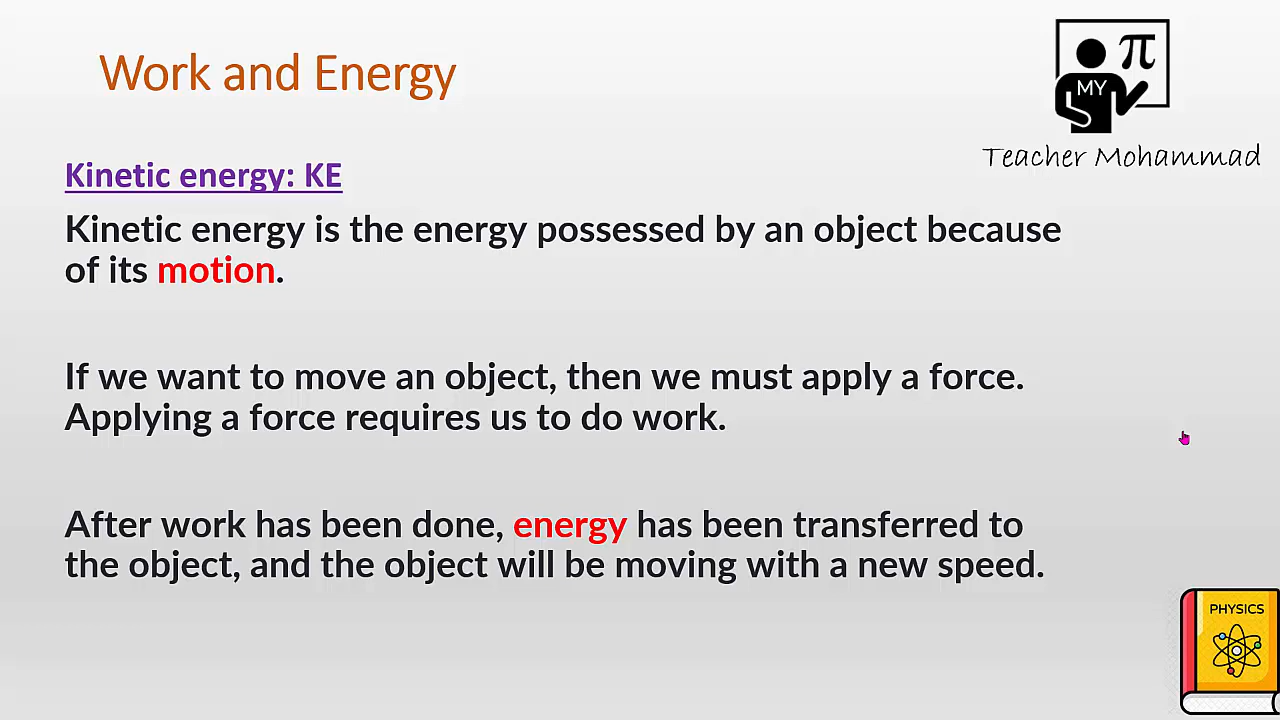 Work and Energy
π
MY
Teacher Mohammad
Kinetic energy: KE
Kinetic energy is the energy possessed by an object because
of its motion.
If we want to move an object, then we must apply a force.
Applying a force requires us to do work.
After work has been done, energy has been transferred to
the object, and the object will be moving with a new speed.
PHYSICS